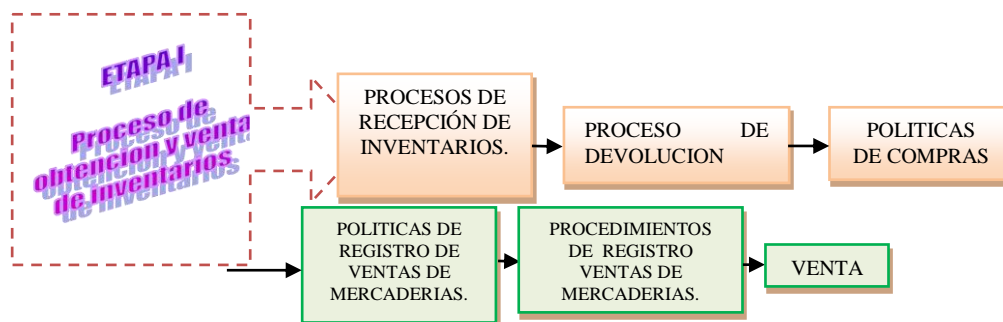 ETAPA I
Proceso de
obtencion y venta
de inventarios
PROCESOS DE
RECEPCIÓN DE
INVENTARIOS.
PROCESO DE
DEVOLUCION
POLITICAS
DE COMPRAS
POLITICAS DE
REGISTRO DE
VENTAS DE
MERCADERIAS.
PROCEDIMIENTOS
DE REGISTRO
VENTAS DE
MERCADERIAS.
VENTA